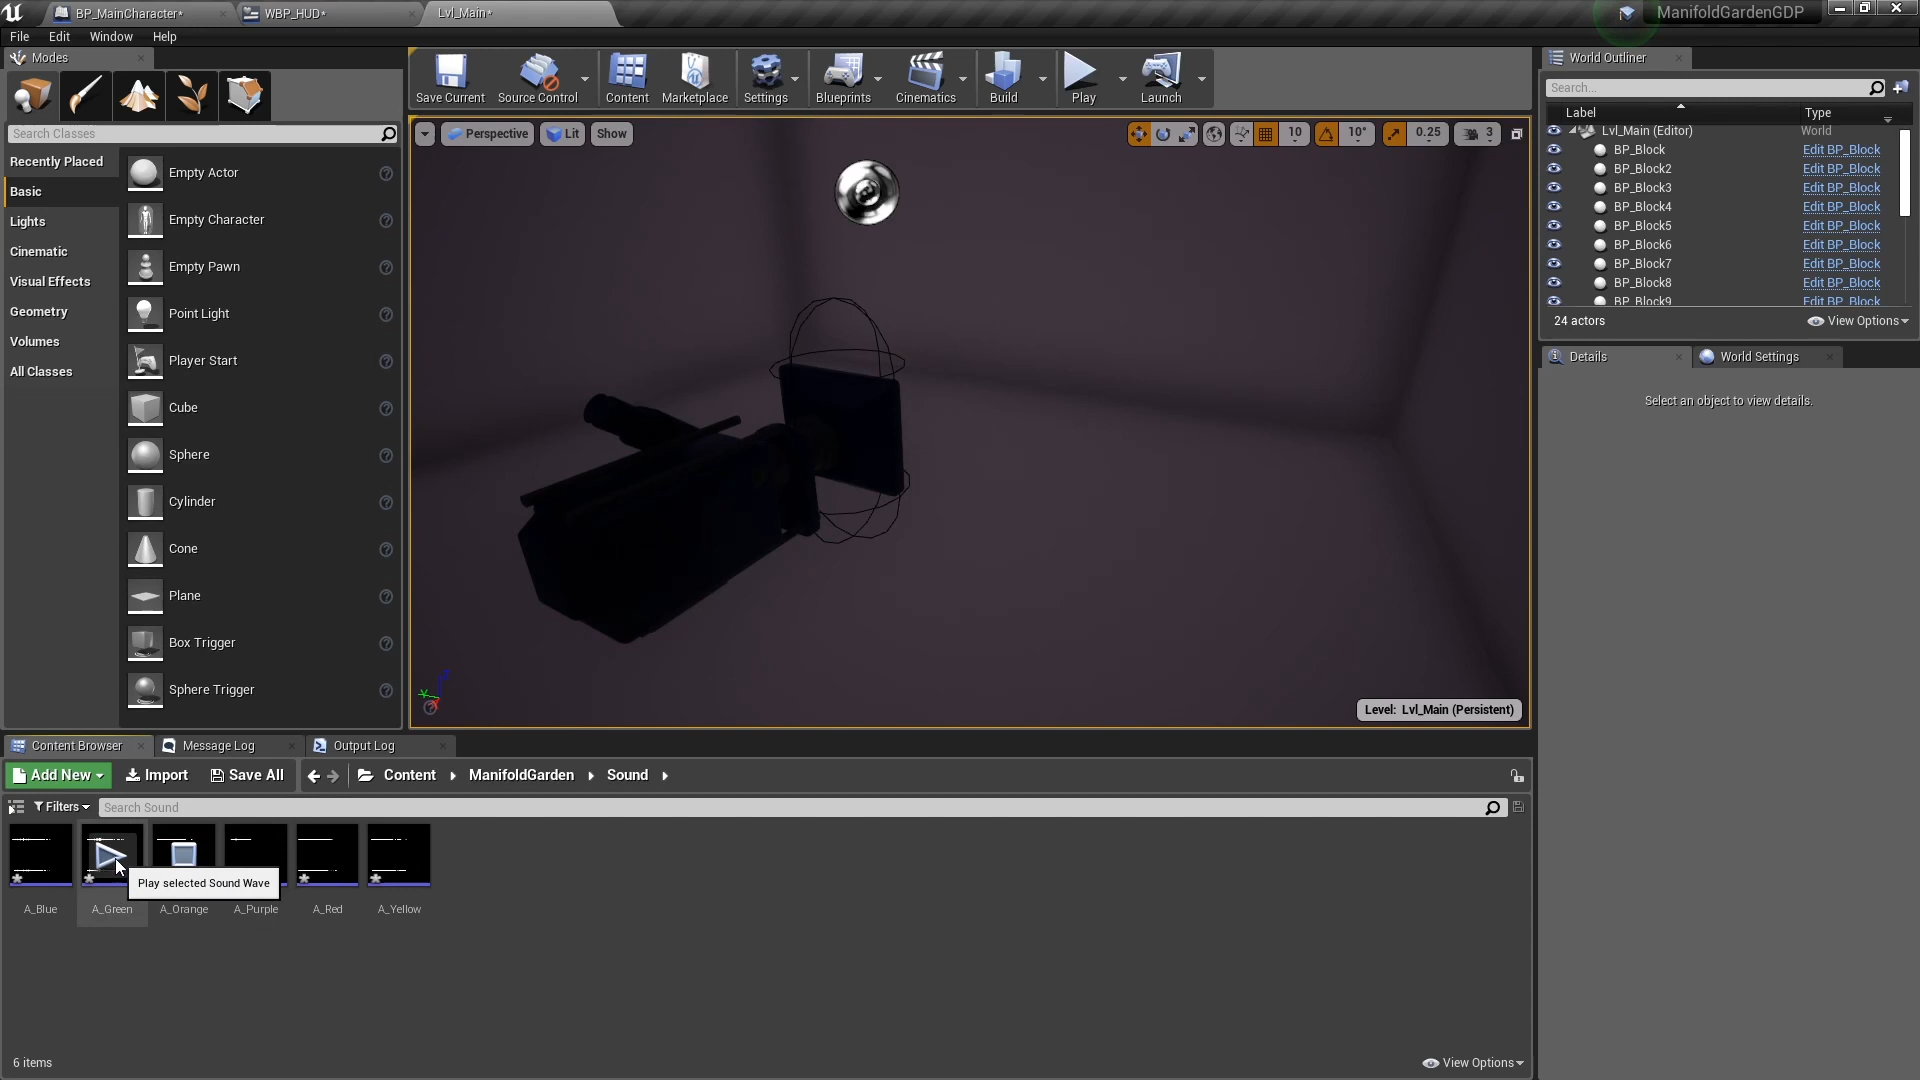 BP_MainCharacter*
WBP_HUD*
Lvl_Main*
ManifoldGardenGDP
File
Edit
Window
Help
Modes
Search Classes
Recently Placed
Basic
Lights
Cinematic
Visual Effects
Geometry
Volumes
All Classes
Empty Actor
Empty Character
Empty Pawn
Point Light
Player Start
Cube
Sphere
Cylinder
Cone
Plane
Box Trigger
Sphere Trigger
Save Current
Source Control
Content
Marketplace
Settings
Blueprints
Cinematics
Build
Play
Launch
Perspective
Lit
Show
10
10°
0.25
3
Level: Lvl_Main (Persistent)
World Outliner
Search...
Label
Type
Lvl_Main (Editor)
World
BP_Block
Edit BP_Block
BP_Block2
Edit BP_Block
BP_Block3
Edit BP_Block
BP_Block4
Edit BP_Block
BP_Block5
Edit BP_Block
BP_Block6
Edit BP_Block
BP_Block7
Edit BP_Block
BP_Block8
Edit BP_Block
BP_Block9
Edit BP_Block
24 actors
View Options
Details
World Settings
Select an object to view details.
Content Browser
Message Log
Output Log
Add New
Import
Save All
Content
ManifoldGarden
Sound
Filters
Search Sound
Play selected Sound Wave
A_Blue
A_Green
A_Orange
A_Purple
A_Red
A_Yellow
6 items
View Options